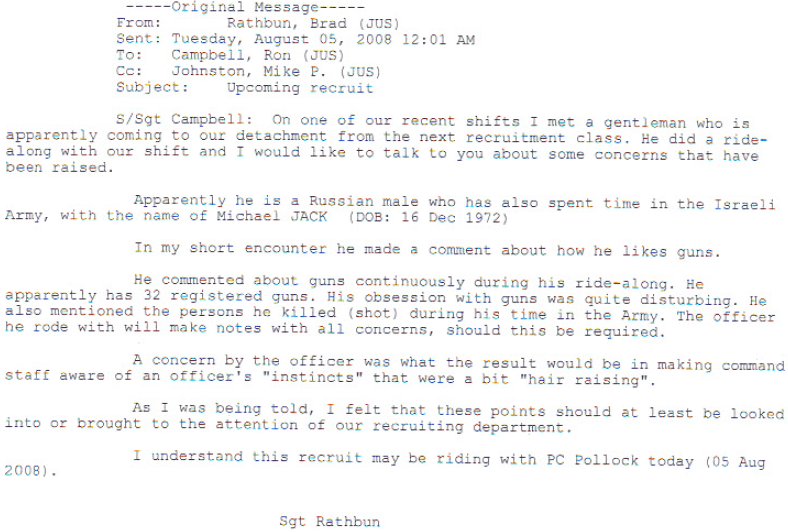 -----Original Message-----
From: Rathbun, Brad (JUS)
Sent: Tuesday, August 05, 2008 12:01 AM
To: Campbell, Ron (JUS)
Cc: Johnston, Mike P. (JUS)
Subject: Upcoming recruit
S/Sgt Campbell: On one of our recent shifts I met a gentleman who is
apparently coming to our detachment from the next recruitment class. He did a ride-
along with our shift and I would like to talk to you about some concerns that have
been raised.
Apparently he is a Russian male who has also spent time in the Israeli
Army, with the name of Michael JACK (DOB: 16 Dec 1972)
In my short encounter he made a comment about how he likes guns.
He commented about guns continuously during his ride-along. He
apparently has 32 registered guns. His obsession with guns was quite disturbing. He
also mentioned the persons he killed (shot) during his time in the Army. The officer
he rode with will make notes with all concerns, should this be required.
A concern by the officer was what the result would be in making command
staff aware of an officer's "instincts" that were a bit "hair raising".
As I was being told, I felt that these points should at least be looked
into or brought to the attention of our recruiting department.
I understand this recruit may be riding with PC Pollock today (05 Aug
2008).
Sgt Rathbun